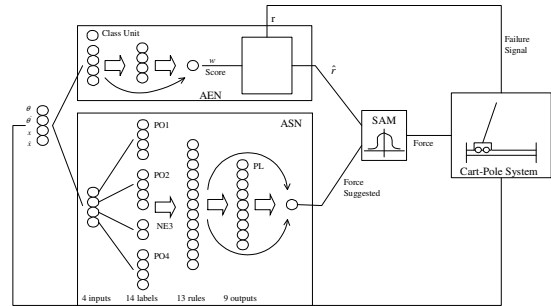 r
Class Unit
w
Score
AEN
r̂
Failure
Signal
θ
θ̇
x
ẋ
ASN
PO1
PO2
NE3
PO4
PL
SAM
Force
Force
Suggested
Cart-Pole System
4 inputs 14 labels 13 rules 9 outputs